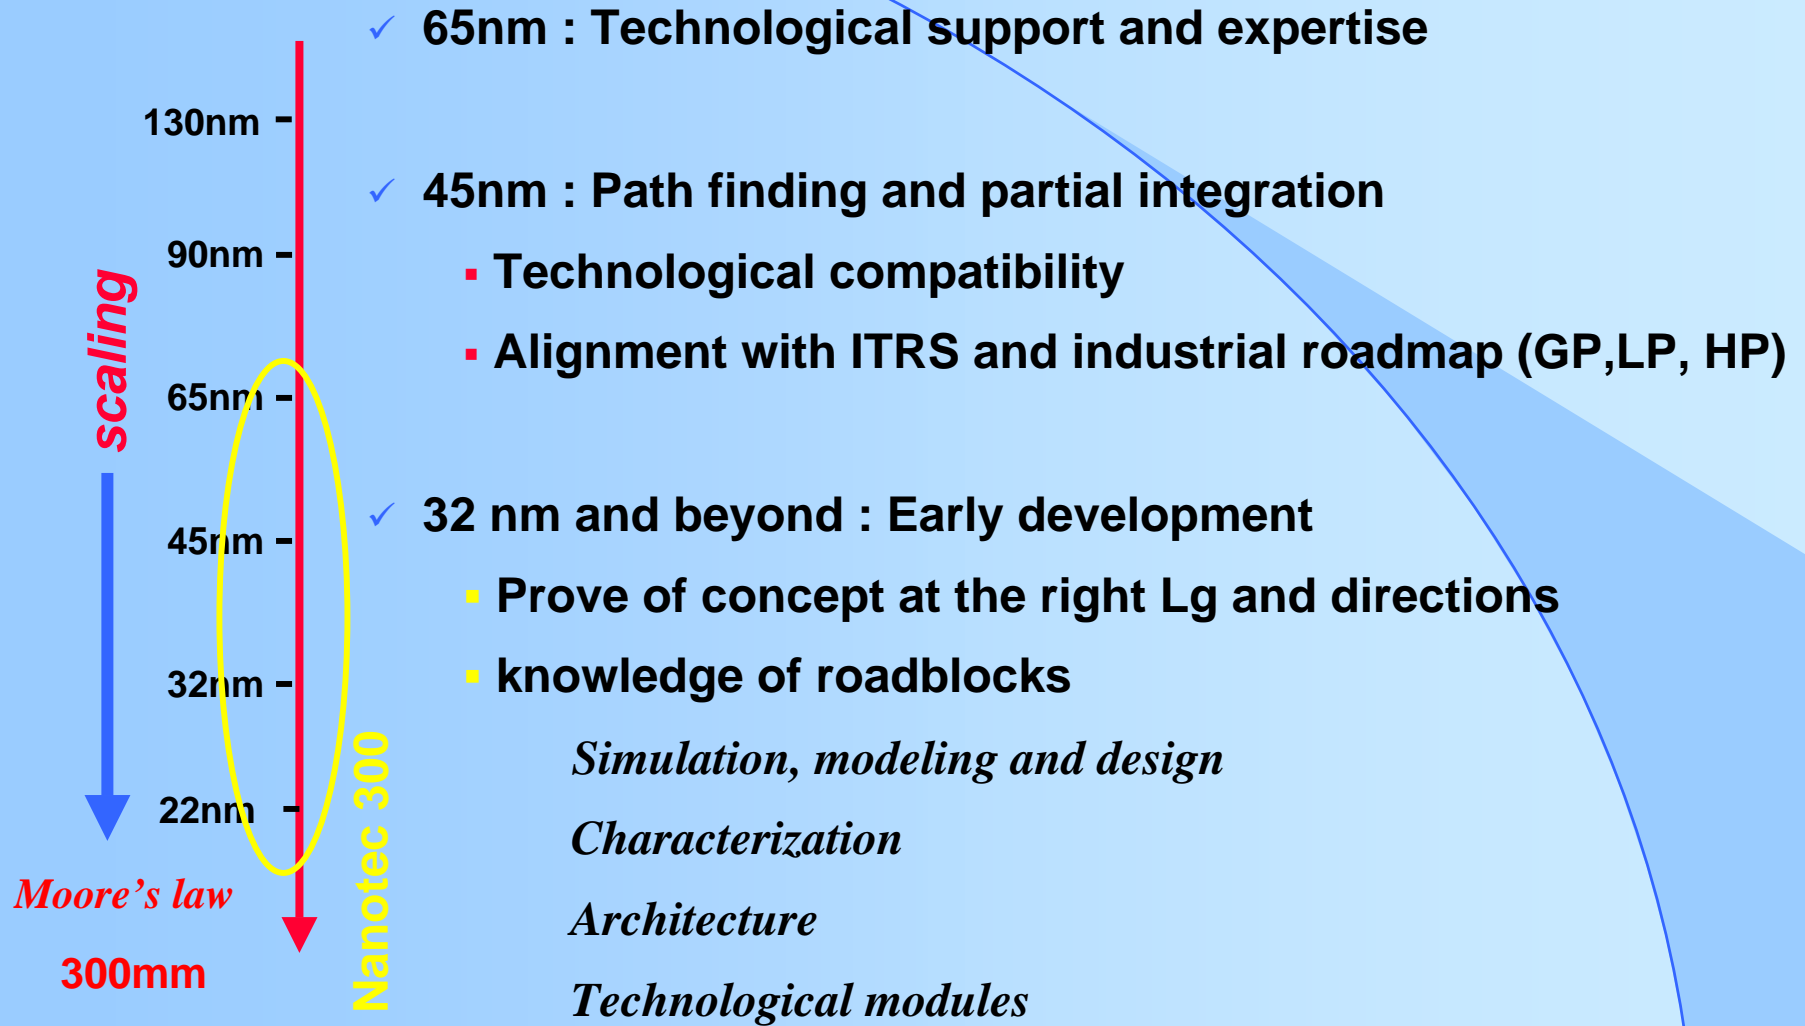 ✓ 65nm : Technological support and expertise
130nm
✓ 45nm : Path finding and partial integration
90nm
▪ Technological compatibility
scaling
▪ Alignment with ITRS and industrial roadmap (GP,LP, HP)
65nm
✓ 32 nm and beyond : Early development
45nm
▪ Prove of concept at the right Lg and directions
32nm
▪ knowledge of roadblocks
Simulation, modeling and design
22nm
Characterization
Moore's law
Architecture
300mm
Nanotec 300
Technological modules